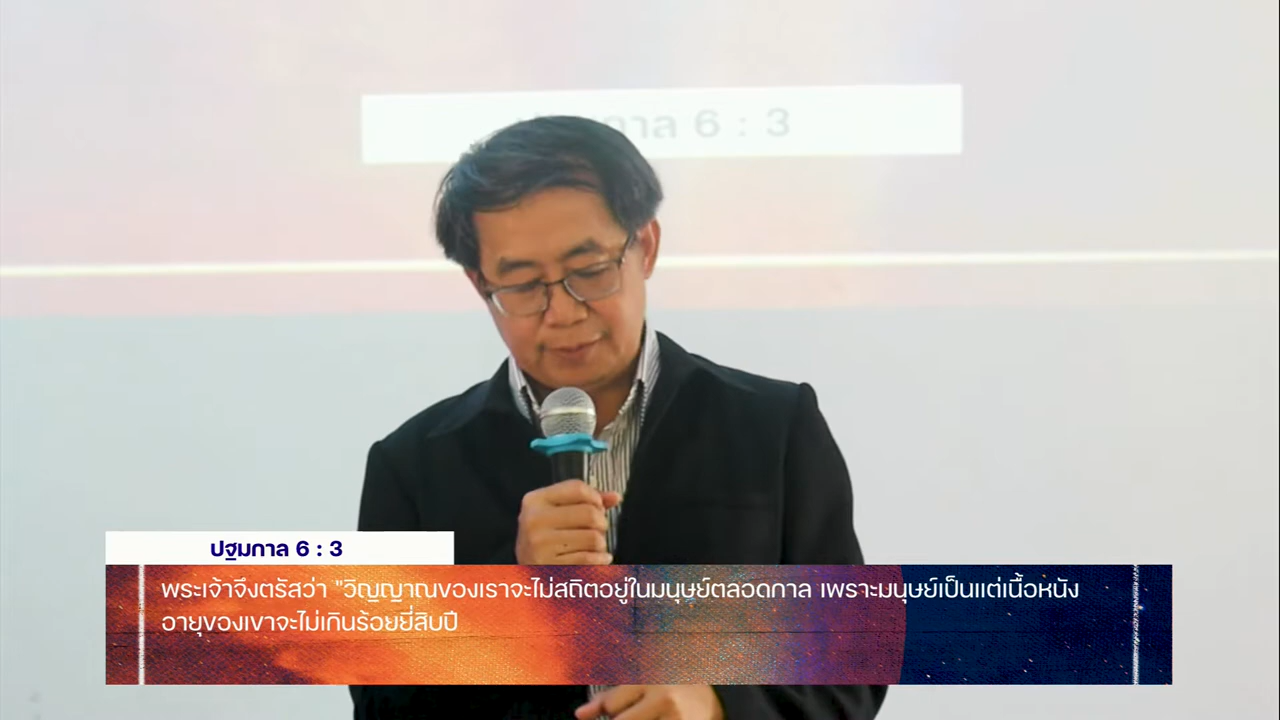 าล 6 : 3
ปฐมกาล 6 : 3
พระเจ้าจึงตรัสว่า "วิญญาณของเราจะไม่สถิตอยู่ในมนุษย์ตลอดกาล เพราะมนุษย์เป็นแต่เนื้อหนัง
อายุของเขาจะไม่เกินร้อยยี่สิบปี